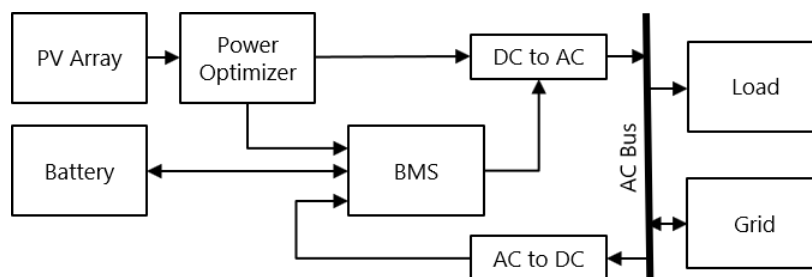 PV Array
Power
Optimizer
DC to AC
Load
Battery
BMS
AC Bus
Grid
AC to DC